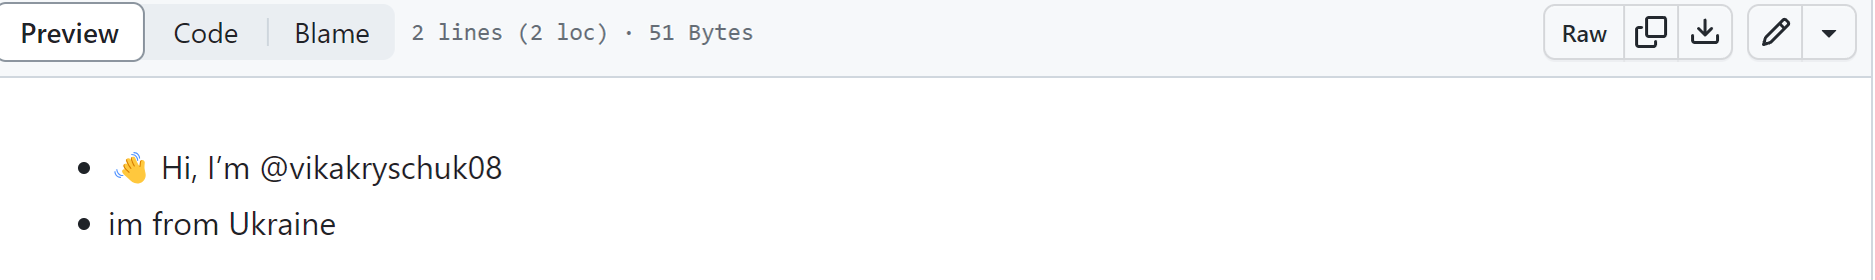 Preview Code Blame 2 lines (2 loc) · 51 Bytes Raw
• 👋 Hi, I’m @vikakryschuk08
• im from Ukraine